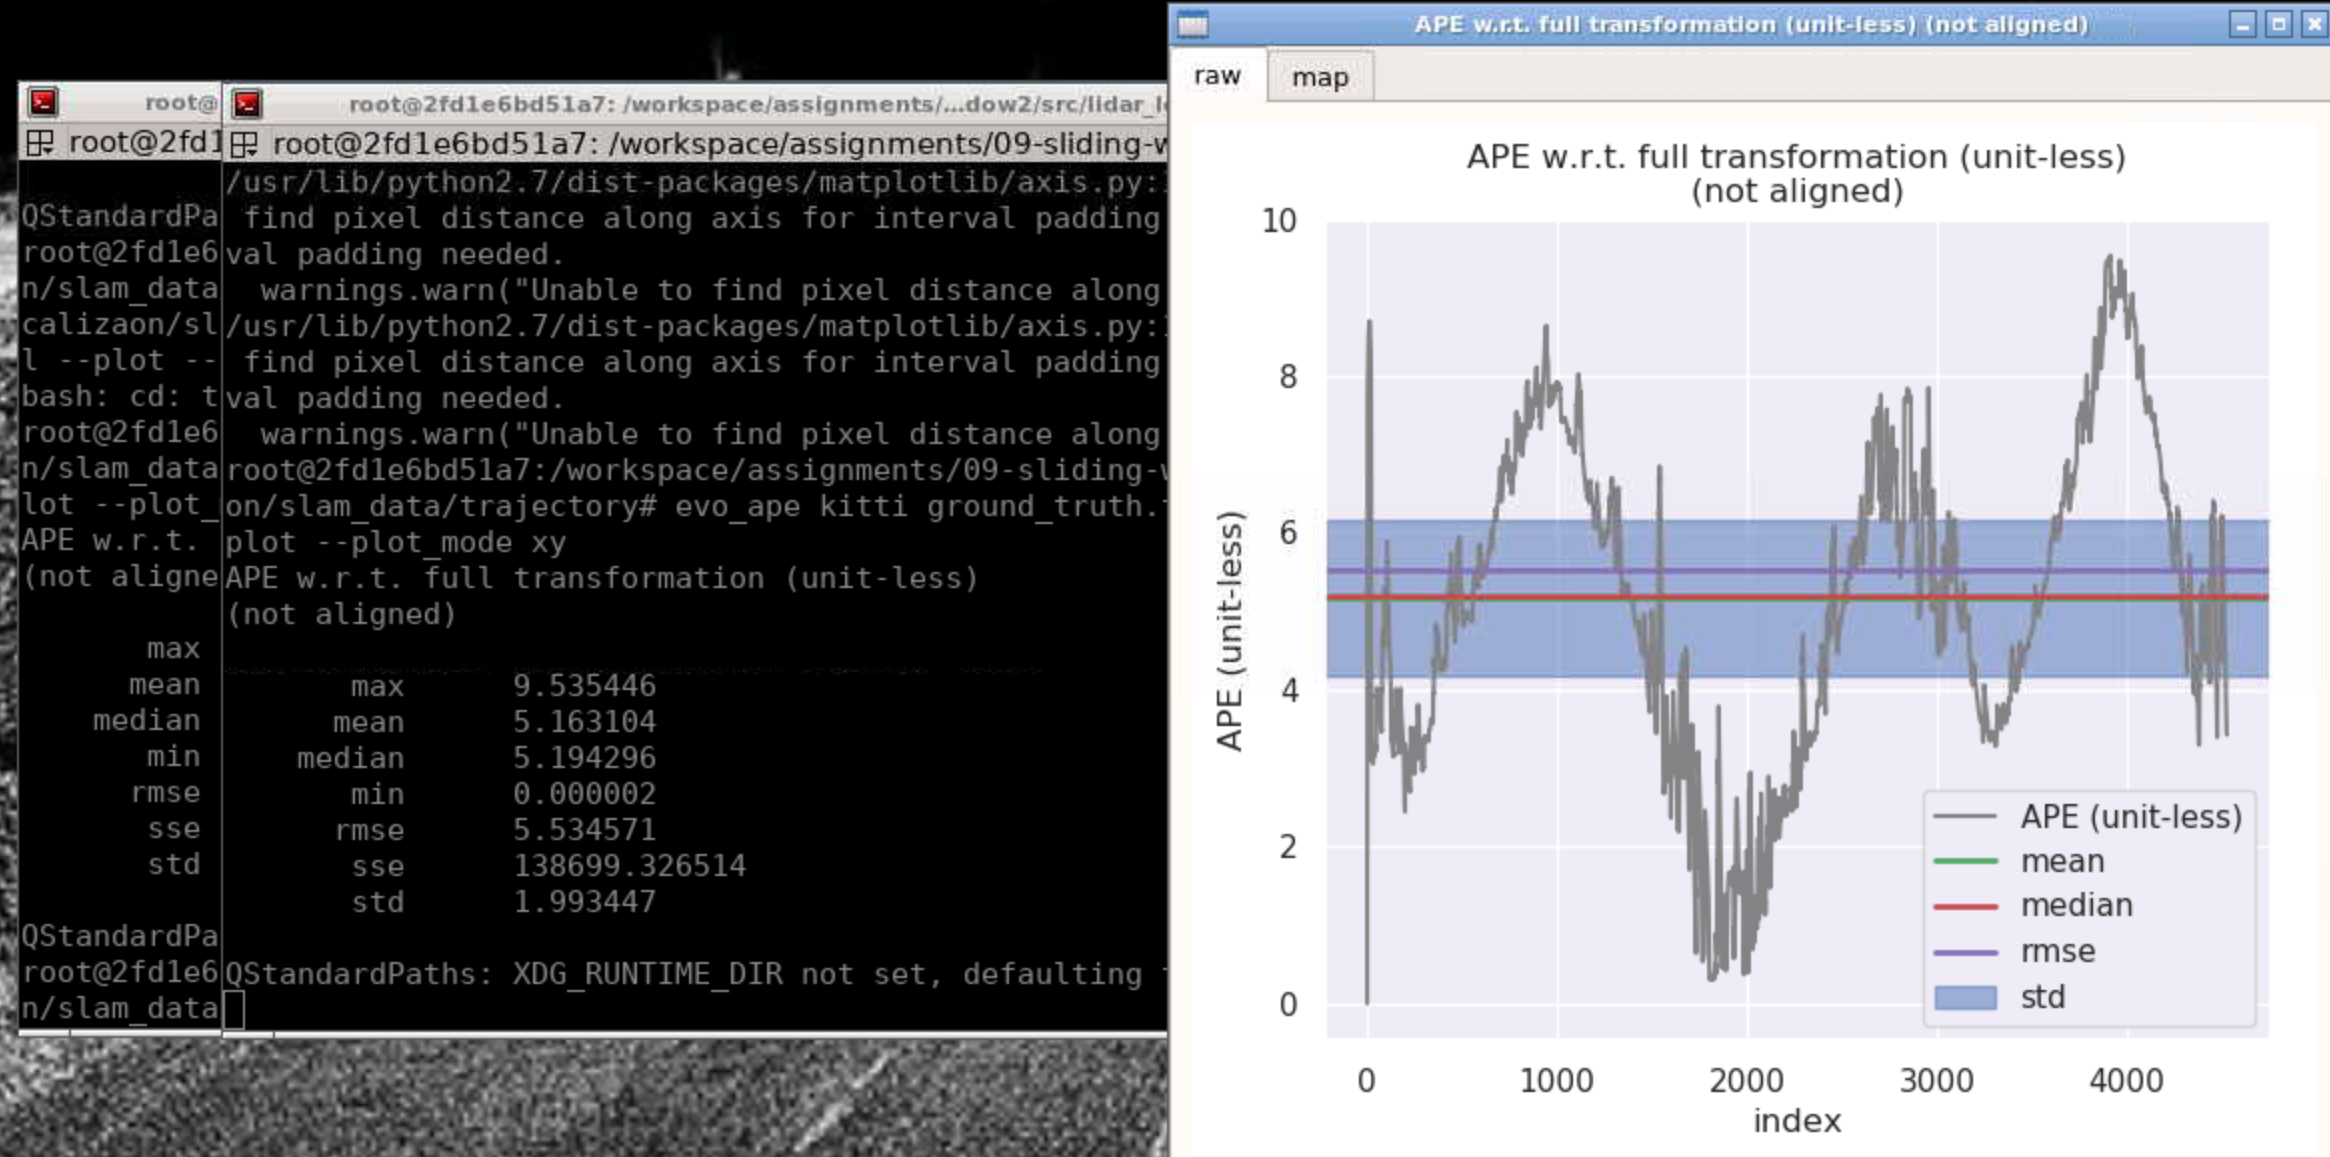 root@
root@2fd1
QStandardPa
root@2fd1e6
n/slam_data
calizaon/sl
l --plot --
bash: cd: t
root@2fd1e6
n/slam_data
lot --plot_
APE w.r.t.
(not aligne
max
mean
median
min
rmse
sse
std
QStandardPa
root@2fd1e6
n/slam_data
root@2fd1e6bd51a7: /workspace/assignments/...dow2/src/lidar_l
root@2fd1e6bd51a7: /workspace/assignments/09-sliding-w
/usr/lib/python2.7/dist-packages/matplotlib/axis.py:
find pixel distance along axis for interval padding
val padding needed.
warnings.warn("Unable to find pixel distance along
/usr/lib/python2.7/dist-packages/matplotlib/axis.py:
find pixel distance along axis for interval padding
val padding needed.
warnings.warn("Unable to find pixel distance along
root@2fd1e6bd51a7:/workspace/assignments/09-sliding-w
on/slam_data/trajectory# evo_ape kitti ground_truth.
plot --plot_mode xy
APE w.r.t. full transformation (unit-less)
(not aligned)
max 9.535446
mean 5.163104
median 5.194296
min 0.000002
rmse 5.534571
sse 138699.326514
std 1.993447
QStandardPaths: XDG_RUNTIME_DIR not set, defaulting
APE w.r.t. full transformation (unit-less) (not aligned)
raw map
APE w.r.t. full transformation (unit-less)
(not aligned)
APE (unit-less)
10
8
6
4
2
0
APE (unit-less)
mean
median
rmse
std
0 1000 2000 3000 4000
index